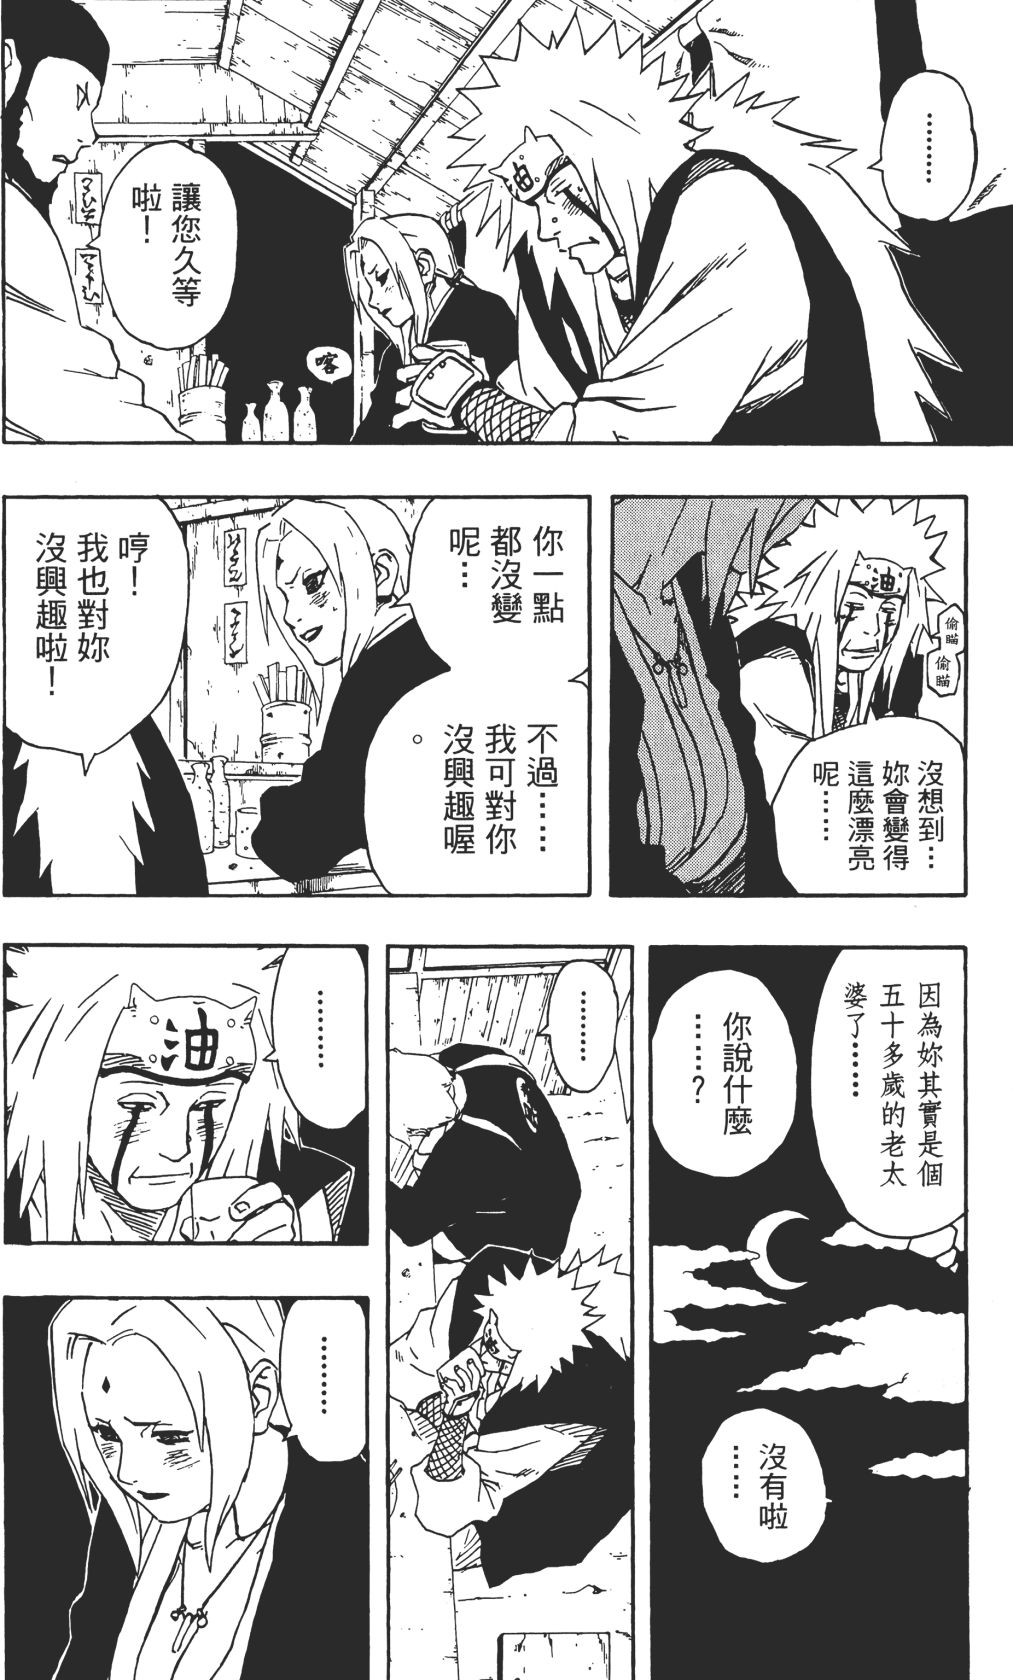 ⋯⋯⋯
油
讓您久等
啦！
喀
偷瞄
偷瞄
油
沒想到⋯
妳會變得
這麼漂亮
呢⋯⋯
你一點
都沒變
呢⋯
不過⋯⋯
我可對你
沒興趣喔
。
哼！
我也對妳
沒興趣啦！
因為妳其實是個
五十多歲的老太
婆了⋯⋯
你說什麼
⋯⋯？
沒有啦
⋯⋯
⋯⋯⋯
⋯⋯⋯
油
⋯⋯⋯